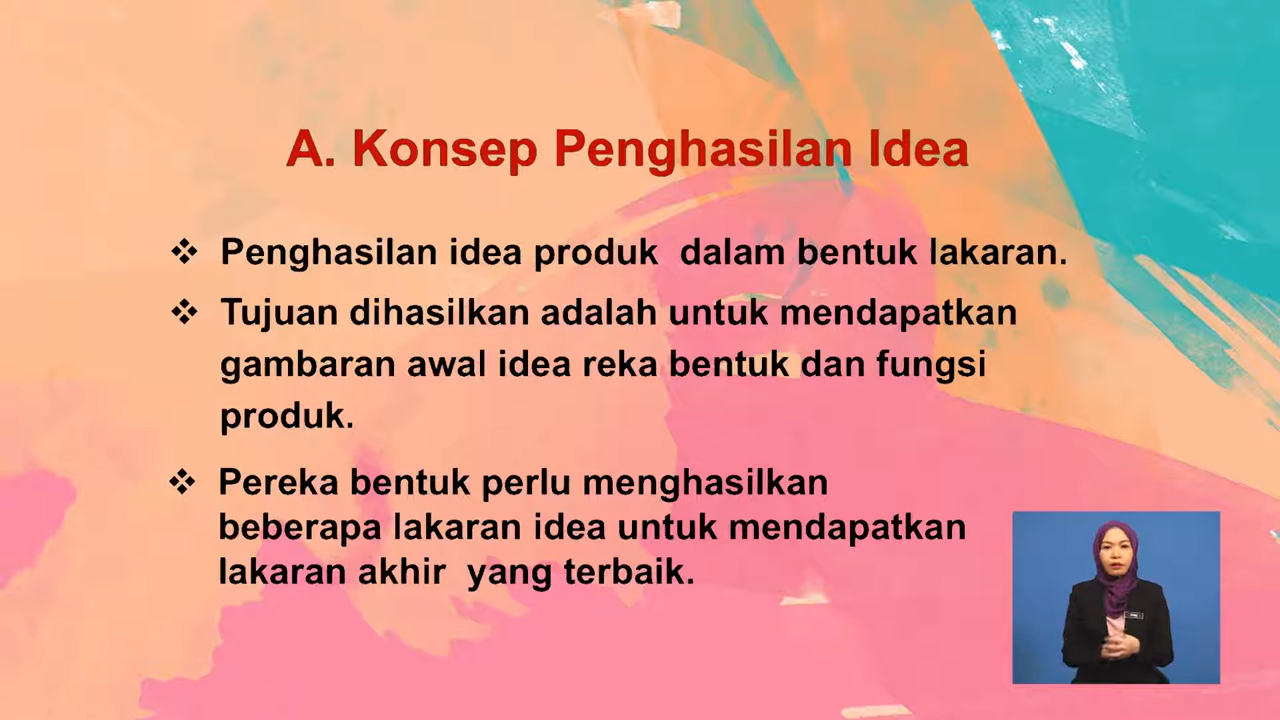 A. Konsep Penghasilan Idea
❖ Penghasilan idea produk dalam bentuk lakaran.
❖ Tujuan dihasilkan adalah untuk mendapatkan
gambaran awal idea reka bentuk dan fungsi
produk.
❖ Pereka bentuk perlu menghasilkan
beberapa lakaran idea untuk mendapatkan
lakaran akhir yang terbaik.